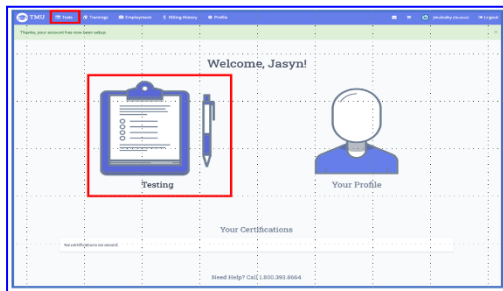 TMU Tests Trainings Employment Billing History Profile Logout
Thanks, your account has now been setup.
Welcome, Jasyn!
Testing Your Profile
Your Certifications
No certifications on record.
Need Help? Call 1.800.393.8664